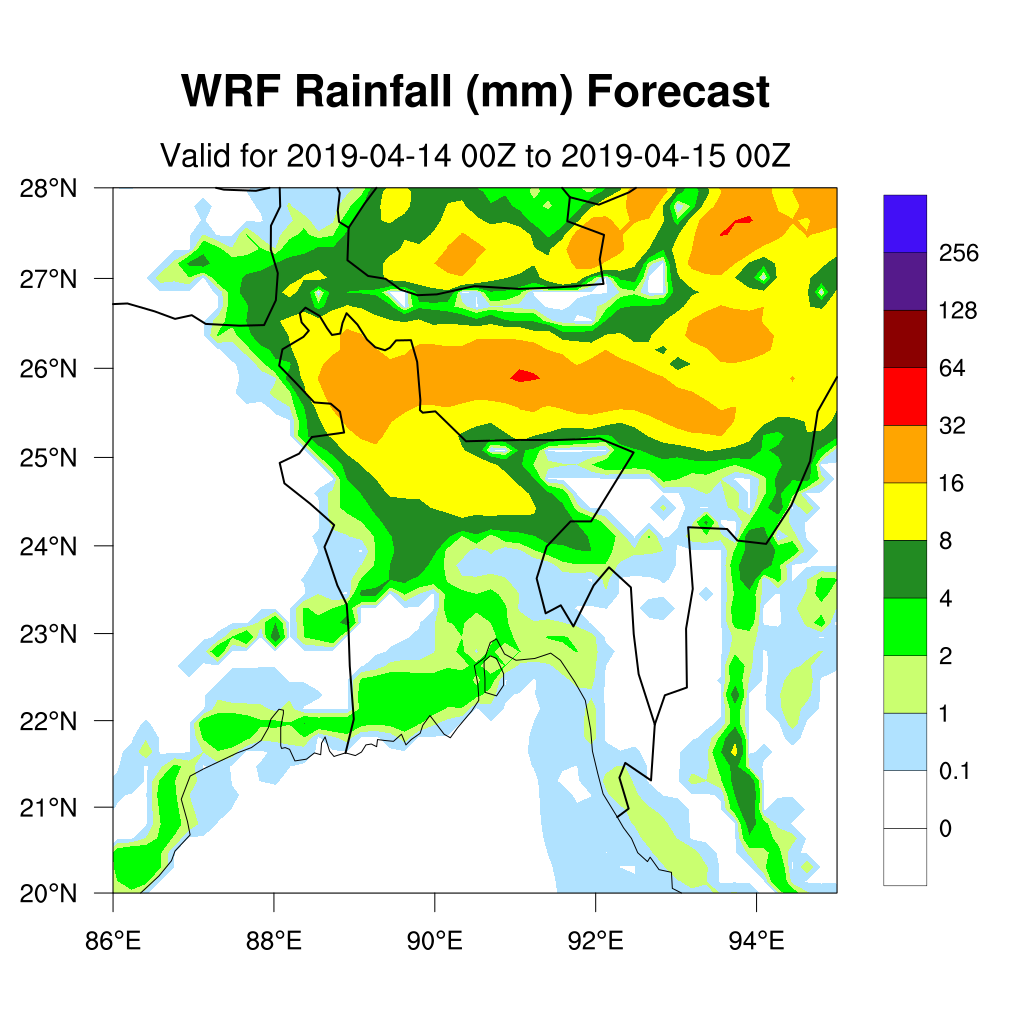 WRF Rainfall (mm) Forecast
Valid for 2019-04-14 00Z to 2019-04-15 00Z
28°N
27°N
26°N
25°N
24°N
23°N
22°N
21°N
20°N
86°E 88°E 90°E 92°E 94°E
256
128
64
32
16
8
4
2
1
0.1
0